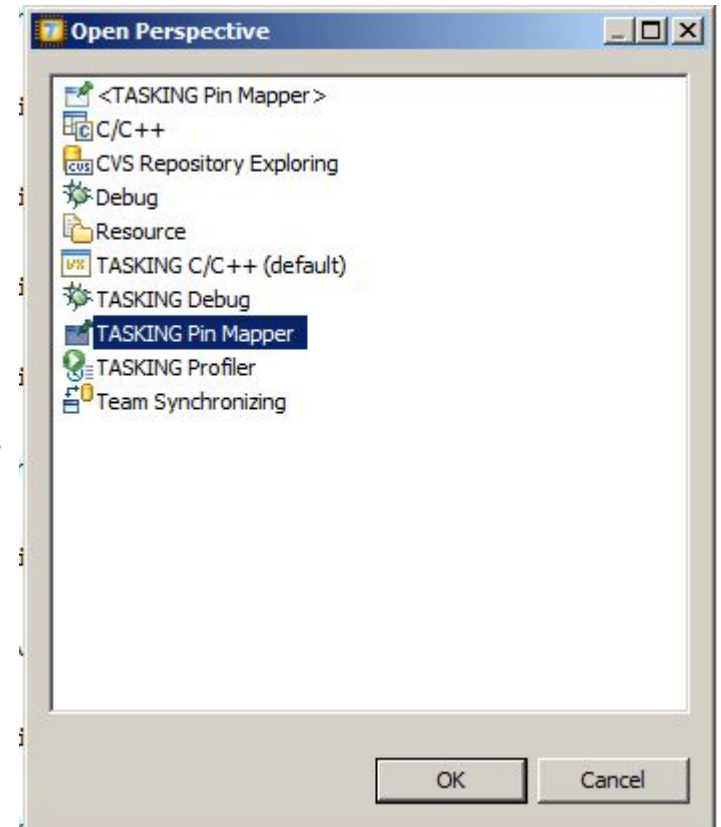 Open Perspective
<TASKING Pin Mapper>
C/C++
CVS Repository Exploring
Debug
Resource
TASKING C/C++ (default)
TASKING Debug
TASKING Pin Mapper
TASKING Profiler
Team Synchronizing
OK
Cancel